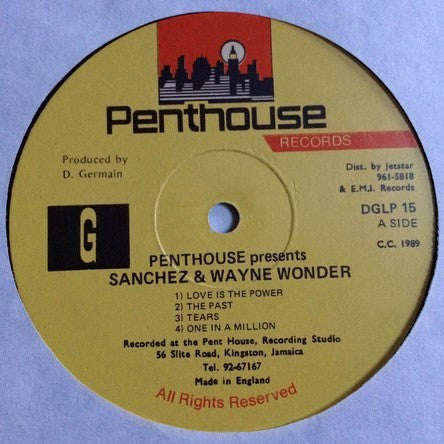 Penthouse
RECORDS
Produced by
D. Germain
Dist. by Jetstar
961-5818
& E.M.I. Records
DGLP 15
A SIDE
C.C. 1989
G
PENTHOUSE presents
SANCHEZ & WAYNE WONDER
1) LOVE IS THE POWER
2) THE PAST
3) TEARS
4) ONE IN A MILLION
Recorded at the Pent House, Recording Studio
56 Slite Road, Kingston, Jamaica
Tel. 92-67167
Made in England
All Rights Reserved